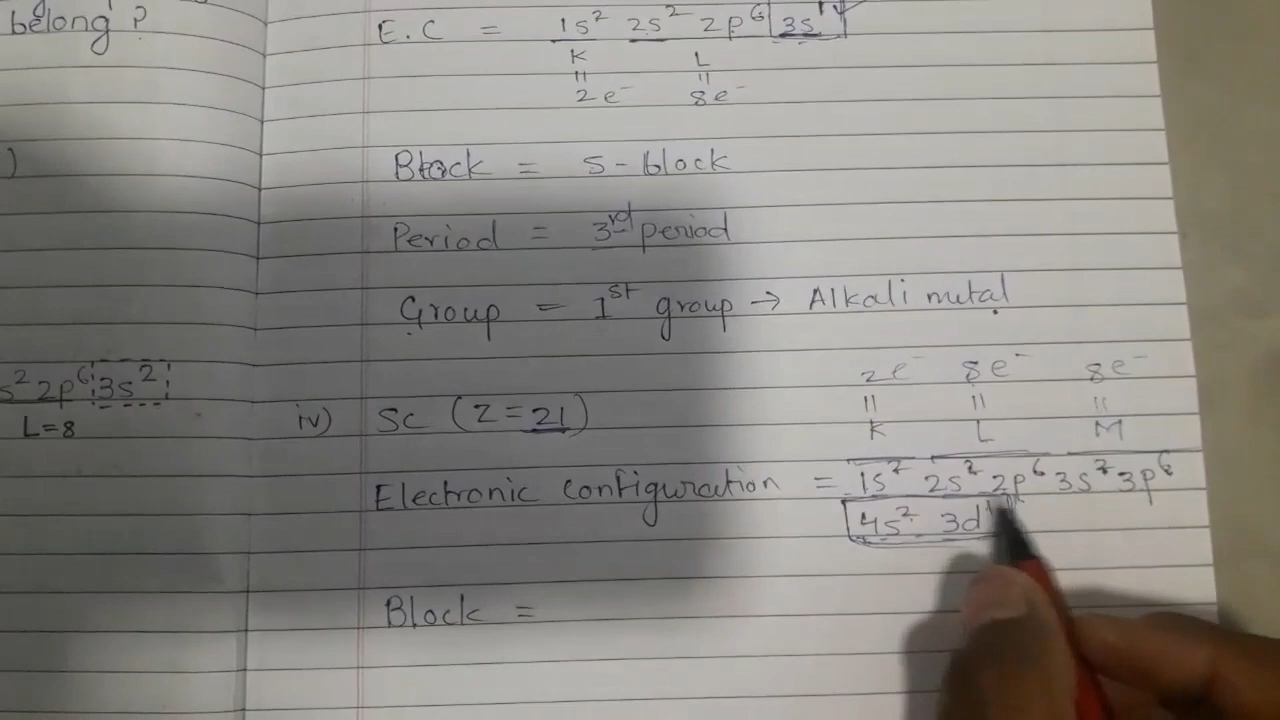 belong ?
)
s² 2p⁶ 3s²
L=8
E.C = 1s² 2s² 2p⁶ 3s¹
K L
= =
2e⁻ 8e⁻
Block = s-block
Period = 3rd period
Group = 1st group → Alkali metal
2e⁻ 8e⁻ 8e⁻
= = =
K L M
iv) Sc (Z=21)
Electronic configuration = 1s² 2s² 2p⁶ 3s² 3p⁶
4s² 3d¹
Block =